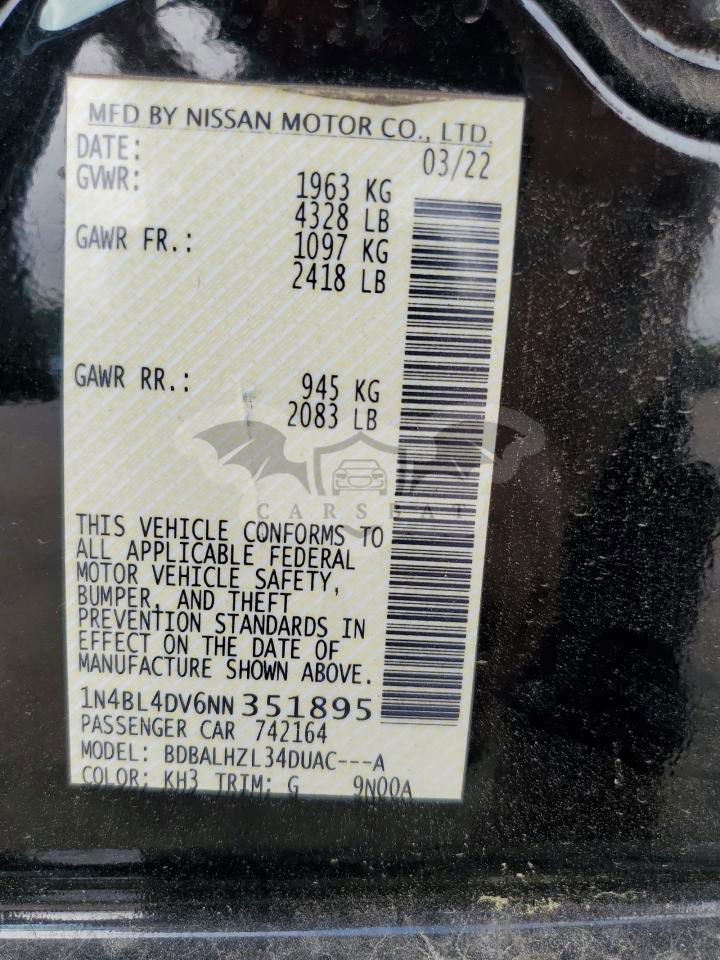 MFD BY NISSAN MOTOR CO., LTD.
DATE: 03/22
GVWR: 1963 KG
4328 LB
GAWR FR.: 1097 KG
2418 LB
GAWR RR.: 945 KG
2083 LB
CARSBAT
THIS VEHICLE CONFORMS TO
ALL APPLICABLE FEDERAL
MOTOR VEHICLE SAFETY,
BUMPER, AND THEFT
PREVENTION STANDARDS IN
EFFECT ON THE DATE OF
MANUFACTURE SHOWN ABOVE.
1N4BL4DV6NN351895
PASSENGER CAR 742164
MODEL: BDBALHZL34DUAC---A
COLOR: KH3 TRIM: G 9N00A